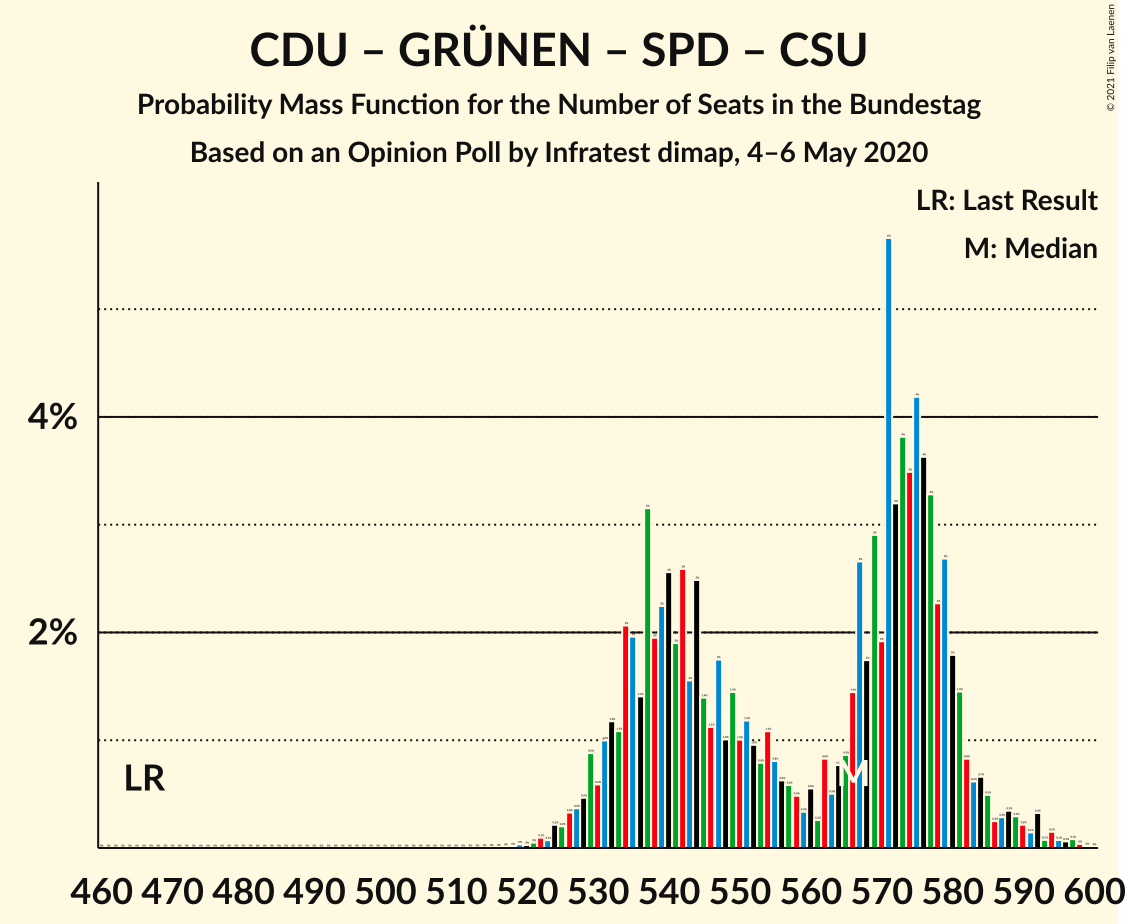 CDU – GRÜNEN – SPD – CSU
Probability Mass Function for the Number of Seats in the Bundestag
Based on an Opinion Poll by Infratest dimap, 4–6 May 2020
© 2021 Filip van Laenen
LR: Last Result
M: Median
4%
2%
LR
M
460 470 480 490 500 510 520 530 540 550 560 570 580 590 600